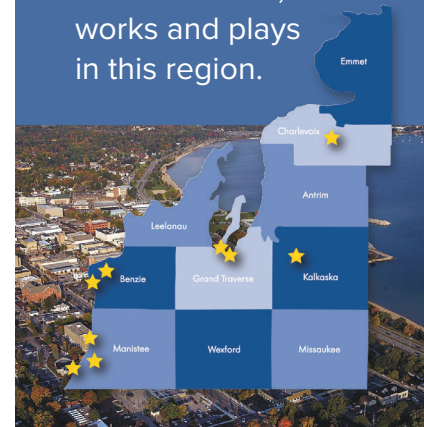 works and plays
in this region.
Emmet
Charlevoix
Antrim
Leelanau
Benzie
Grand Traverse
Kalkaska
Manistee
Wexford
Missaukee